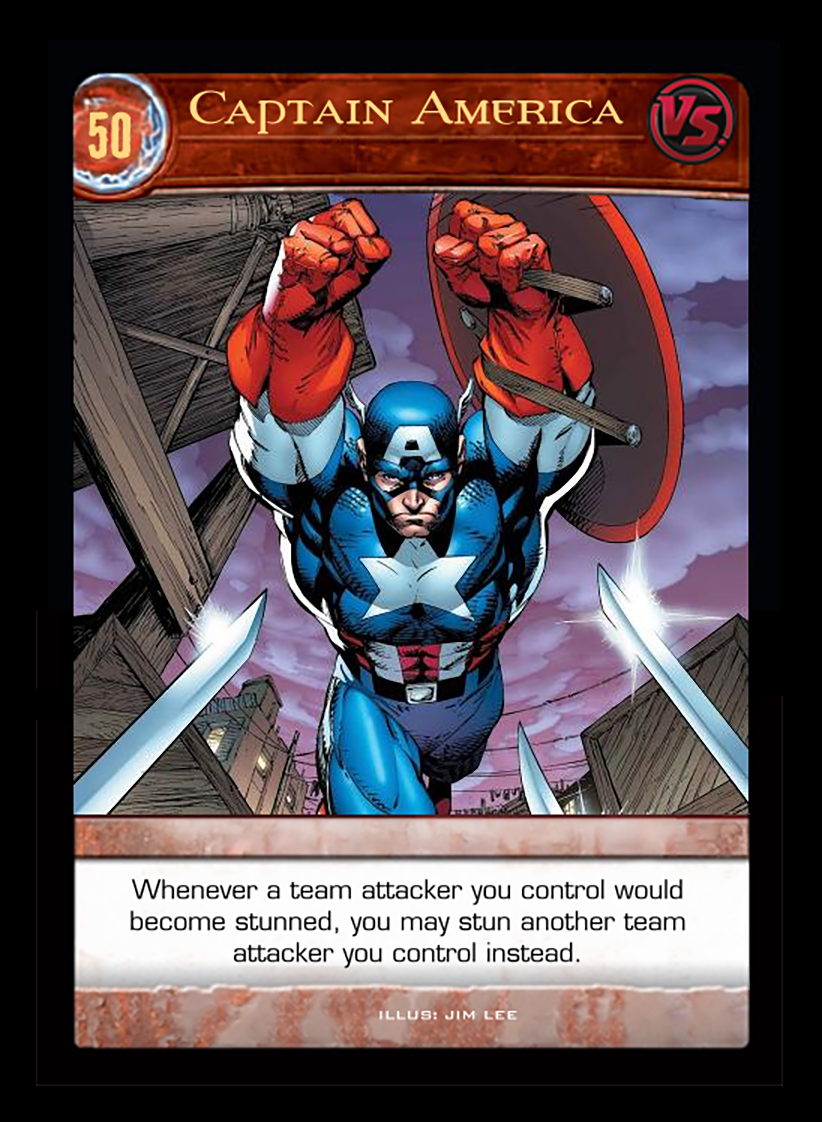 50
CAPTAIN AMERICA
VS.
A
Whenever a team attacker you control would
become stunned, you may stun another team
attacker you control instead.
ILLUS: JIM LEE